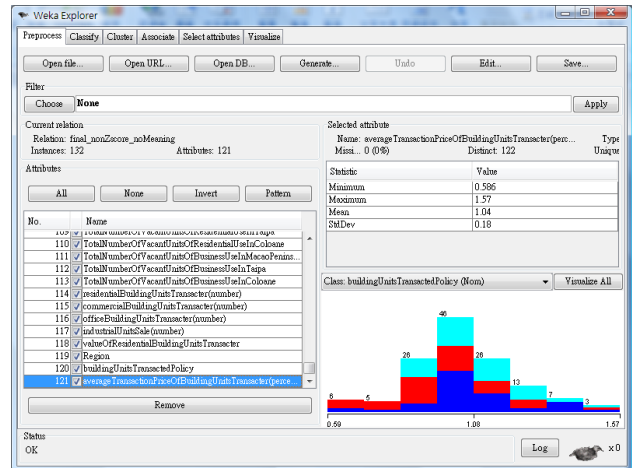 Weka Explorer
Preprocess Classify Cluster Associate Select attributes Visualize
Open file... Open URL... Open DB... Generate... Undo Edit... Save...
Filter
Choose None Apply
Current relation
Relation: final_nonZscore_noMeaning
Instances: 132 Attributes: 121
Selected attribute
Name: averageTransactionPriceOfBuildingUnitsTransacter(perc... Type
Missi... 0 (0%) Distinct: 122 Unique
Attributes
All None Invert Pattern
No. Name
109 TotalNumberOfVacantUnitsOfResidentialUseInTaipa
110 TotalNumberOfVacantUnitsOfResidentialUseInColoane
111 TotalNumberOfVacantUnitsOfBusinessUseInMacaoPenins...
112 TotalNumberOfVacantUnitsOfBusinessUseInTaipa
113 TotalNumberOfVacantUnitsOfBusinessUseInColoane
114 residentialBuildingUnitsTransacter(number)
115 commercialBuildingUnitsTransacter(number)
116 officeBuildingUnitsTransacter(number)
117 industrialUnitsSale(number)
118 valueOfResidentialBuildingUnitsTransacter
119 Region
120 buildingUnitsTransactedPolicy
121 averageTransactionPriceOfBuildingUnitsTransacter(perce...
Remove
Statistic Value
Minimum 0.586
Maximum 1.57
Mean 1.04
StdDev 0.18
Class: buildingUnitsTransactedPolicy (Nom) Visualize All
46
26 26
13
6 5 7 3
0.59 1.08 1.57
Status
OK
Log x 0